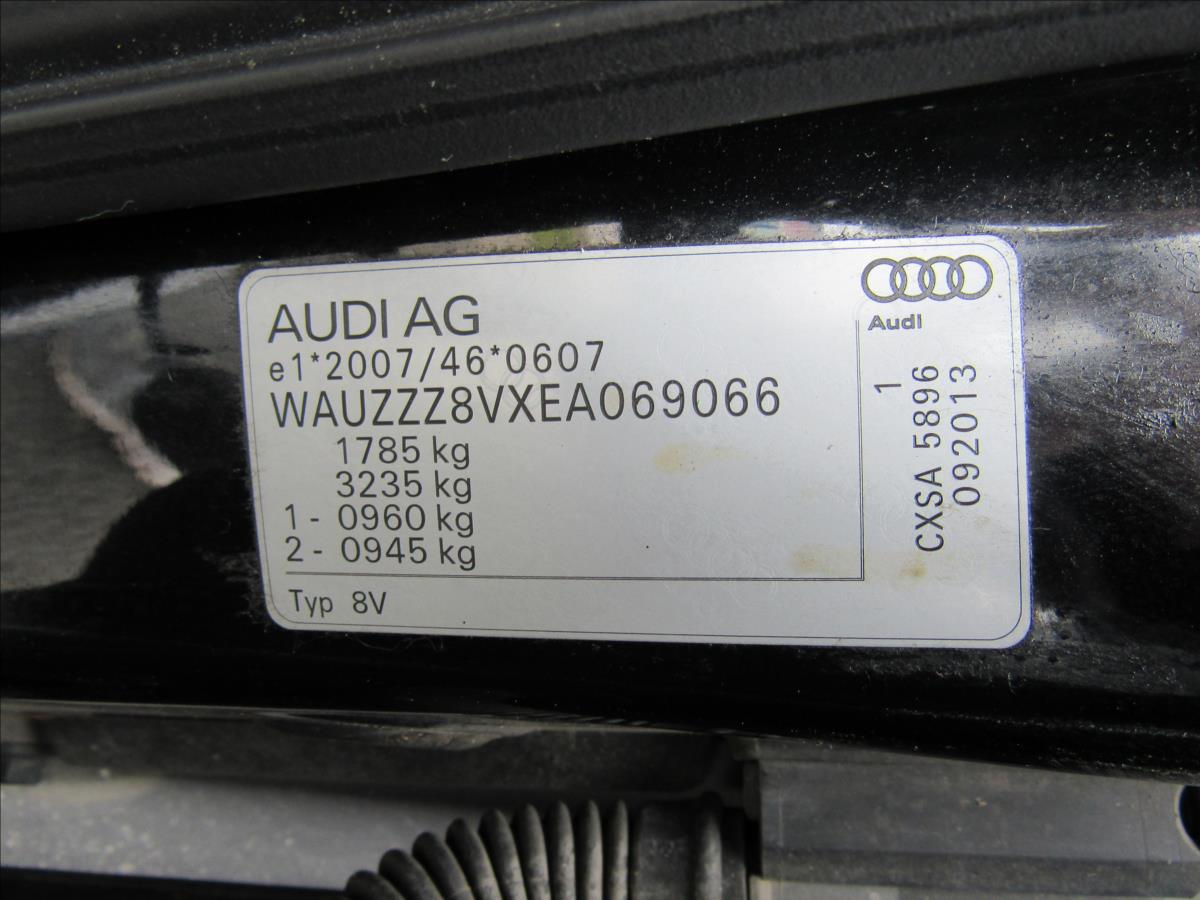 AUDI AG
e1*2007/46*0607
WAUZZZ8VXEA069066
1785 kg
3235 kg
1 - 0960 kg
2 - 0945 kg
Typ 8V
Audi
1
CXSA 5896
092013